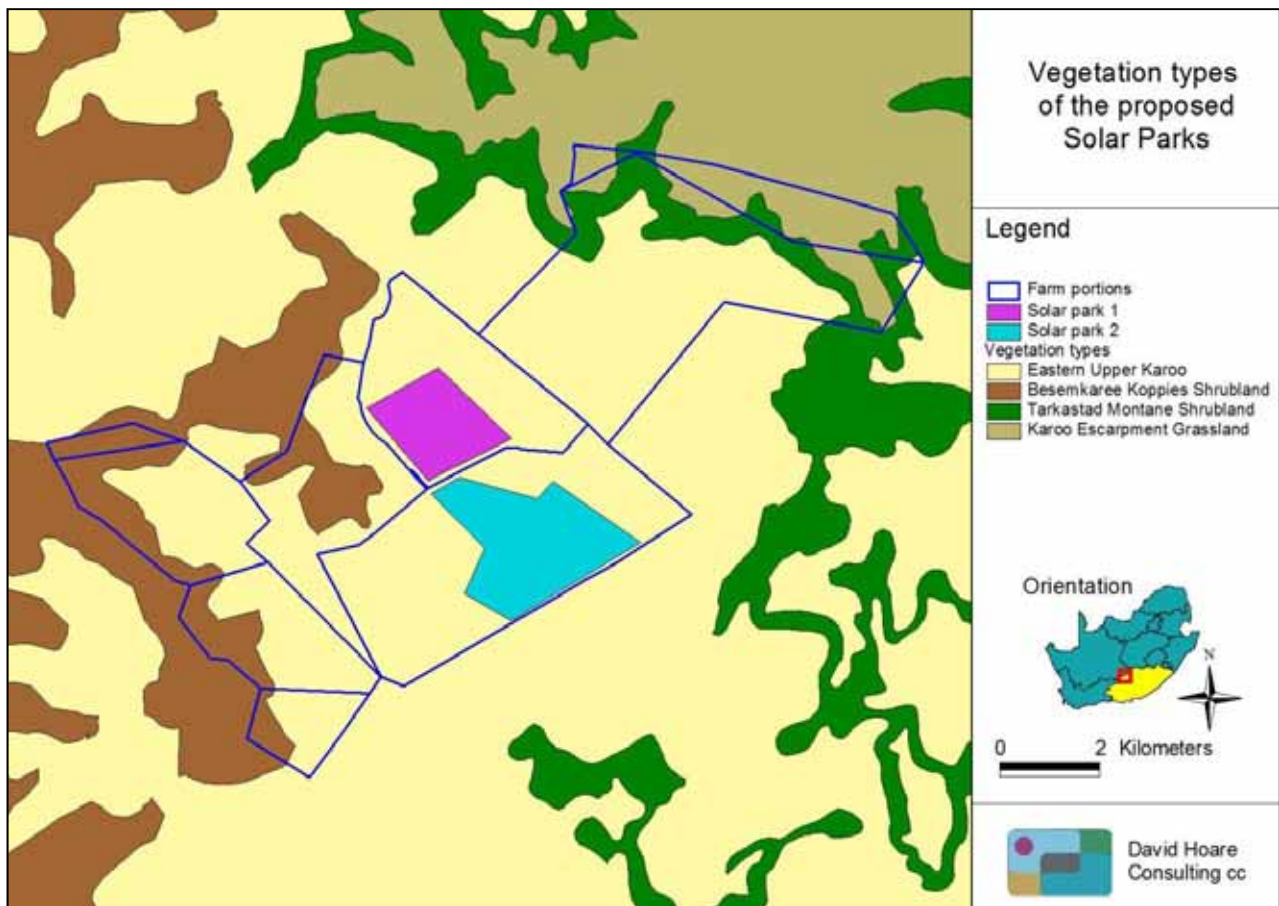 Vegetation types
of the proposed
Solar Parks
Legend
Farm portions
Solar park 1
Solar park 2
Vegetation types
Eastern Upper Karoo
Besemkaree Koppies Shrubland
Tarkastad Montane Shrubland
Karoo Escarpment Grassland
Orientation
N
0 2 Kilometers
David Hoare
Consulting cc